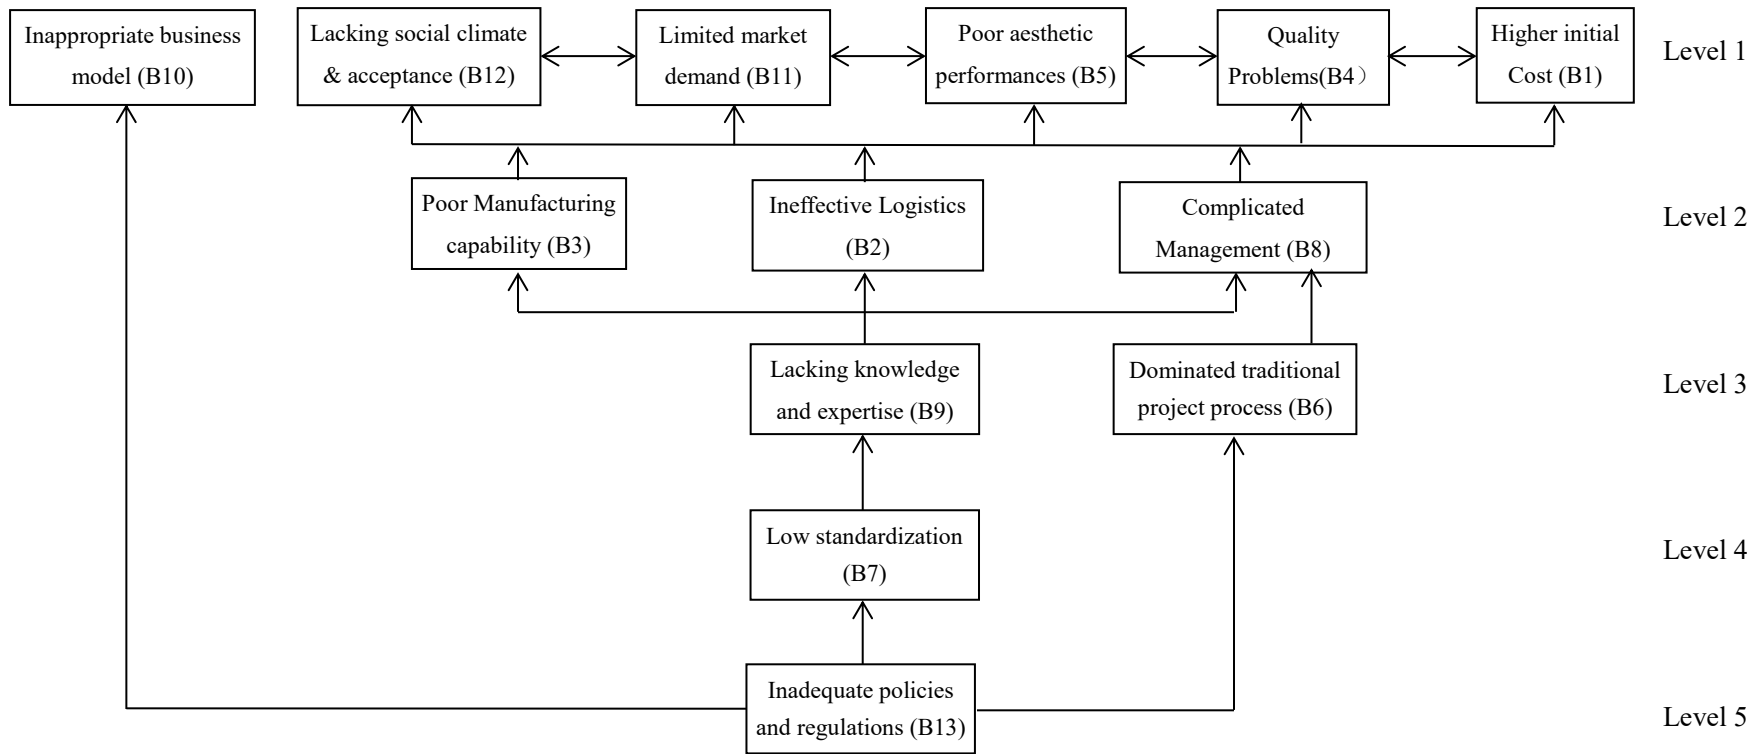 Inappropriate business
model (B10)
Lacking social climate
& acceptance (B12)
Limited market
demand (B11)
Poor aesthetic
performances (B5)
Quality
Problems(B4）
Higher initial
Cost (B1)
Level 1
Poor Manufacturing
capability (B3)
Ineffective Logistics
(B2)
Complicated
Management (B8)
Level 2
Lacking knowledge
and expertise (B9)
Dominated traditional
project process (B6)
Level 3
Low standardization
(B7)
Level 4
Inadequate policies
and regulations (B13)
Level 5